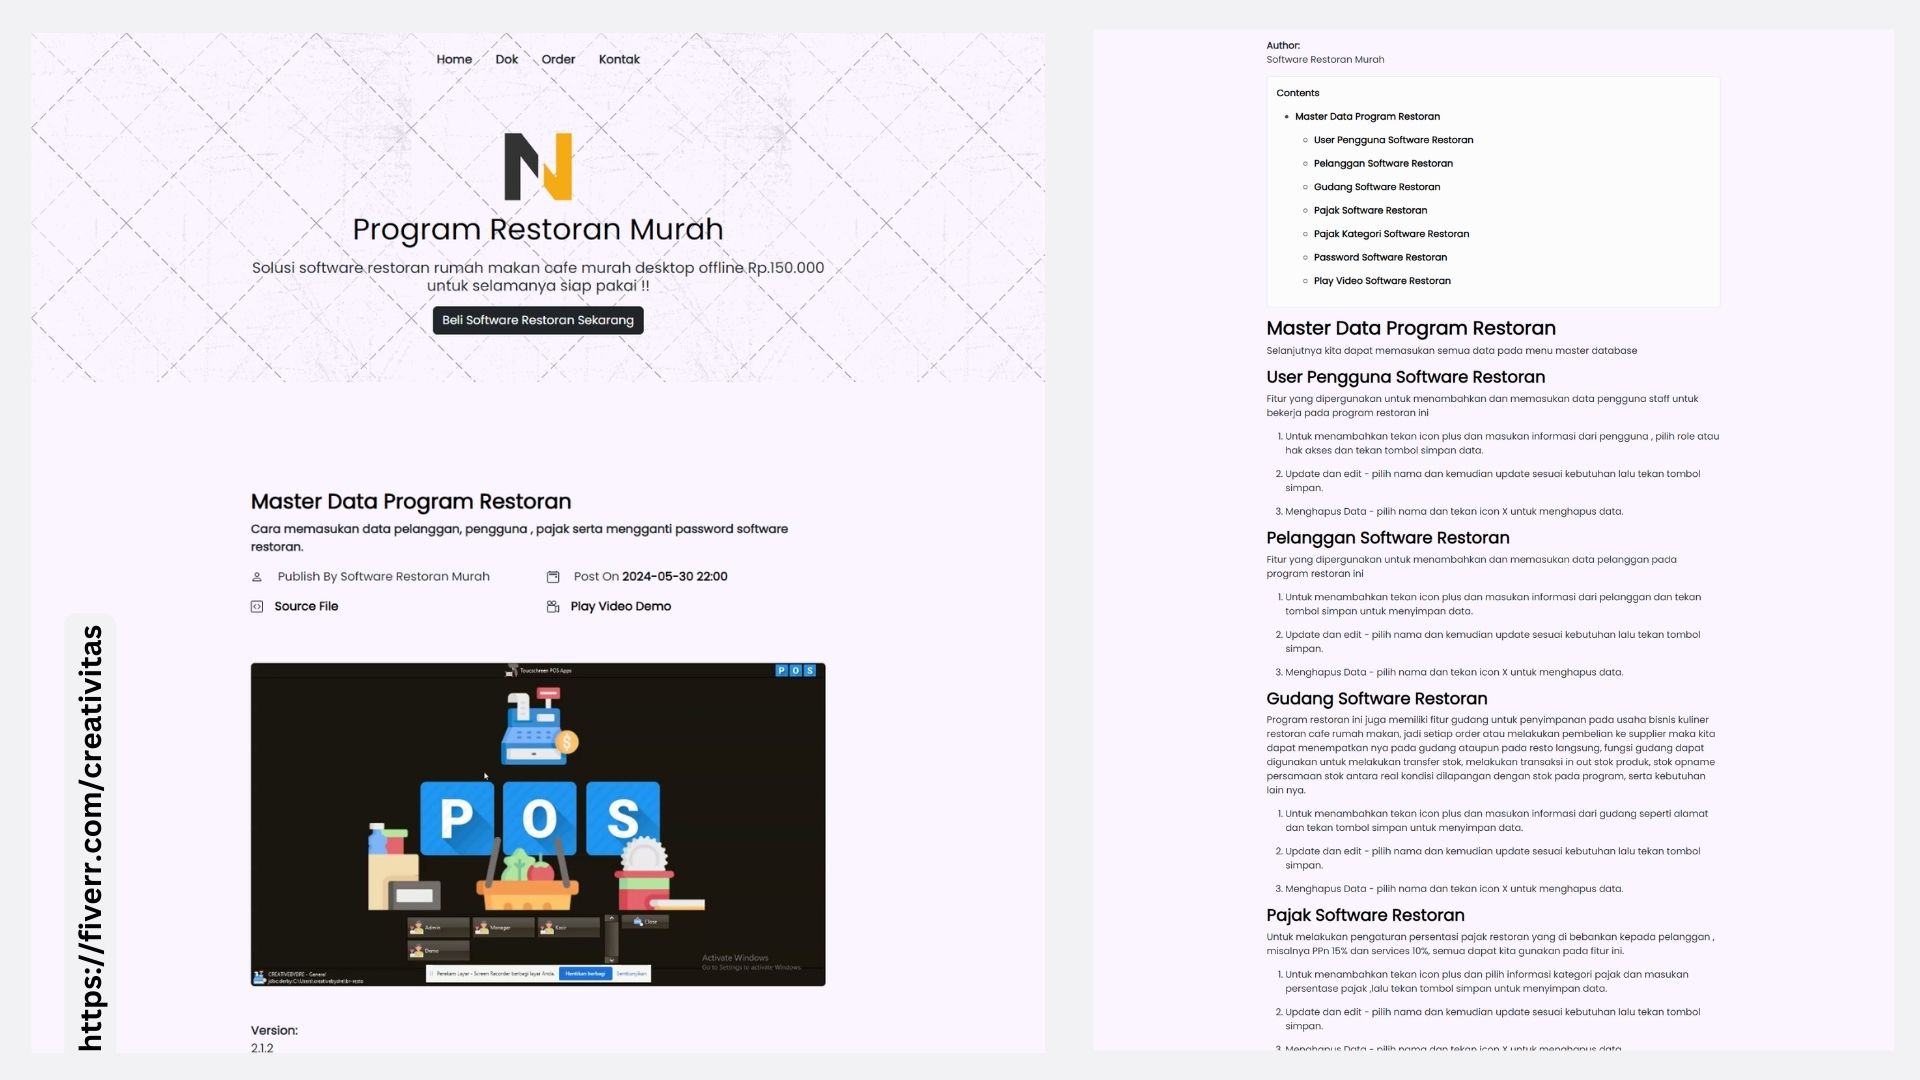 Home Dok Order Kontak
N
Program Restoran Murah
Solusi software restoran rumah makan cafe murah desktop offline Rp.150.000
untuk selamanya siap pakai !!
Beli Software Restoran Sekarang
Master Data Program Restoran
Cara memasukan data pelanggan, pengguna , pajak serta mengganti password software
restoran.
Publish By Software Restoran Murah
Post On 2024-05-30 22:00
Source File
Play Video Demo
Touscshreen POS Apps
P O S
P O S
Admin
Manager
Kasir
Close
Demo
Activate Windows
Go to Settings to activate Windows.
Perekam Layar - Screen Recorder berbagi layar Anda.
Hentikan berbagi
Sembunyikan
CREATIVEBYDRE - General
Version:
2.1.2
https://fiverr.com/creativitas
Author:
Software Restoran Murah
Contents
Master Data Program Restoran
User Pengguna Software Restoran
Pelanggan Software Restoran
Gudang Software Restoran
Pajak Software Restoran
Pajak Kategori Software Restoran
Password Software Restoran
Play Video Software Restoran
Master Data Program Restoran
Selanjutnya kita dapat memasukan semua data pada menu master database
User Pengguna Software Restoran
Fitur yang dipergunakan untuk menambahkan dan memasukan data pengguna staff untuk
bekerja pada program restoran ini
1. Untuk menambahkan tekan icon plus dan masukan informasi dari pengguna , pilih role atau
hak akses dan tekan tombol simpan data.
2. Update dan edit - pilih nama dan kemudian update sesuai kebutuhan lalu tekan tombol
simpan.
3. Menghapus Data - pilih nama dan tekan icon X untuk menghapus data.
Pelanggan Software Restoran
Fitur yang dipergunakan untuk menambahkan dan memasukan data pelanggan pada
program restoran ini
1. Untuk menambahkan tekan icon plus dan masukan informasi dari pelanggan dan tekan
tombol simpan untuk menyimpan data.
2. Update dan edit - pilih nama dan kemudian update sesuai kebutuhan lalu tekan tombol
simpan.
3. Menghapus Data - pilih nama dan tekan icon X untuk menghapus data.
Gudang Software Restoran
Program restoran ini juga memiliki fitur gudang untuk penyimpanan pada usaha bisnis kuliner
restoran cafe rumah makan, jadi setiap order atau melakukan pembelian ke supplier maka kita
dapat menempatkan nya pada gudang ataupun pada resto langsung, fungsi gudang dapat
digunakan untuk melakukan transfer stok, melakukan transaksi in out stok produk, stok opname
persamaan stok antara real kondisi dilapangan dengan stok pada program, serta kebutuhan
lain nya.
1. Untuk menambahkan tekan icon plus dan masukan informasi dari gudang seperti alamat
dan tekan tombol simpan untuk menyimpan data.
2. Update dan edit - pilih nama dan kemudian update sesuai kebutuhan lalu tekan tombol
simpan.
3. Menghapus Data - pilih nama dan tekan icon X untuk menghapus data.
Pajak Software Restoran
Untuk melakukan pengaturan persentasi pajak restoran yang di bebankan kepada pelanggan ,
misalnya PPn 15% dan services 10%, semua dapat kita gunakan pada fitur ini.
1. Untuk menambahkan tekan icon plus dan pilih informasi kategori pajak dan masukan
persentase pajak ,lalu tekan tombol simpan untuk menyimpan data.
2. Update dan edit - pilih nama dan kemudian update sesuai kebutuhan lalu tekan tombol
simpan.
3. Menghapus Data - pilih nama dan tekan icon X untuk menghapus data.